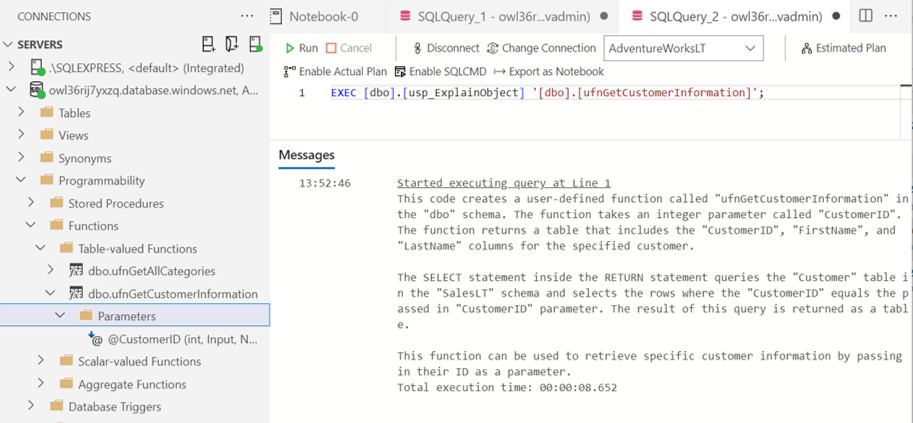 CONNECTIONS
Notebook-0
SQLQuery_1 - owl36r...vadmin)
SQLQuery_2 - owl36r...vadmin)
SERVERS
.\SQLEXPRESS, <default> (Integrated)
owl36rij7yxzq.database.windows.net, A...
Tables
Views
Synonyms
Programmability
Stored Procedures
Functions
Table-valued Functions
dbo.ufnGetAllCategories
dbo.ufnGetCustomerInformation
Parameters
@CustomerID (int, Input, N...
Scalar-valued Functions
Aggregate Functions
Database Triggers
Run
Cancel
Disconnect
Change Connection
AdventureWorksLT
Estimated Plan
Enable Actual Plan
Enable SQLCMD
Export as Notebook
1 EXEC [dbo].[usp_ExplainObject] '[dbo].[ufnGetCustomerInformation]';
Messages
13:52:46
Started executing query at Line 1
This code creates a user-defined function called "ufnGetCustomerInformation" in
the "dbo" schema. The function takes an integer parameter called "CustomerID".
The function returns a table that includes the "CustomerID", "FirstName", and
"LastName" columns for the specified customer.
The SELECT statement inside the RETURN statement queries the "Customer" table i
n the "SalesLT" schema and selects the rows where the "CustomerID" equals the p
assed in "CustomerID" parameter. The result of this query is returned as a tabl
e.
This function can be used to retrieve specific customer information by passing
in their ID as a parameter.
Total execution time: 00:00:08.652